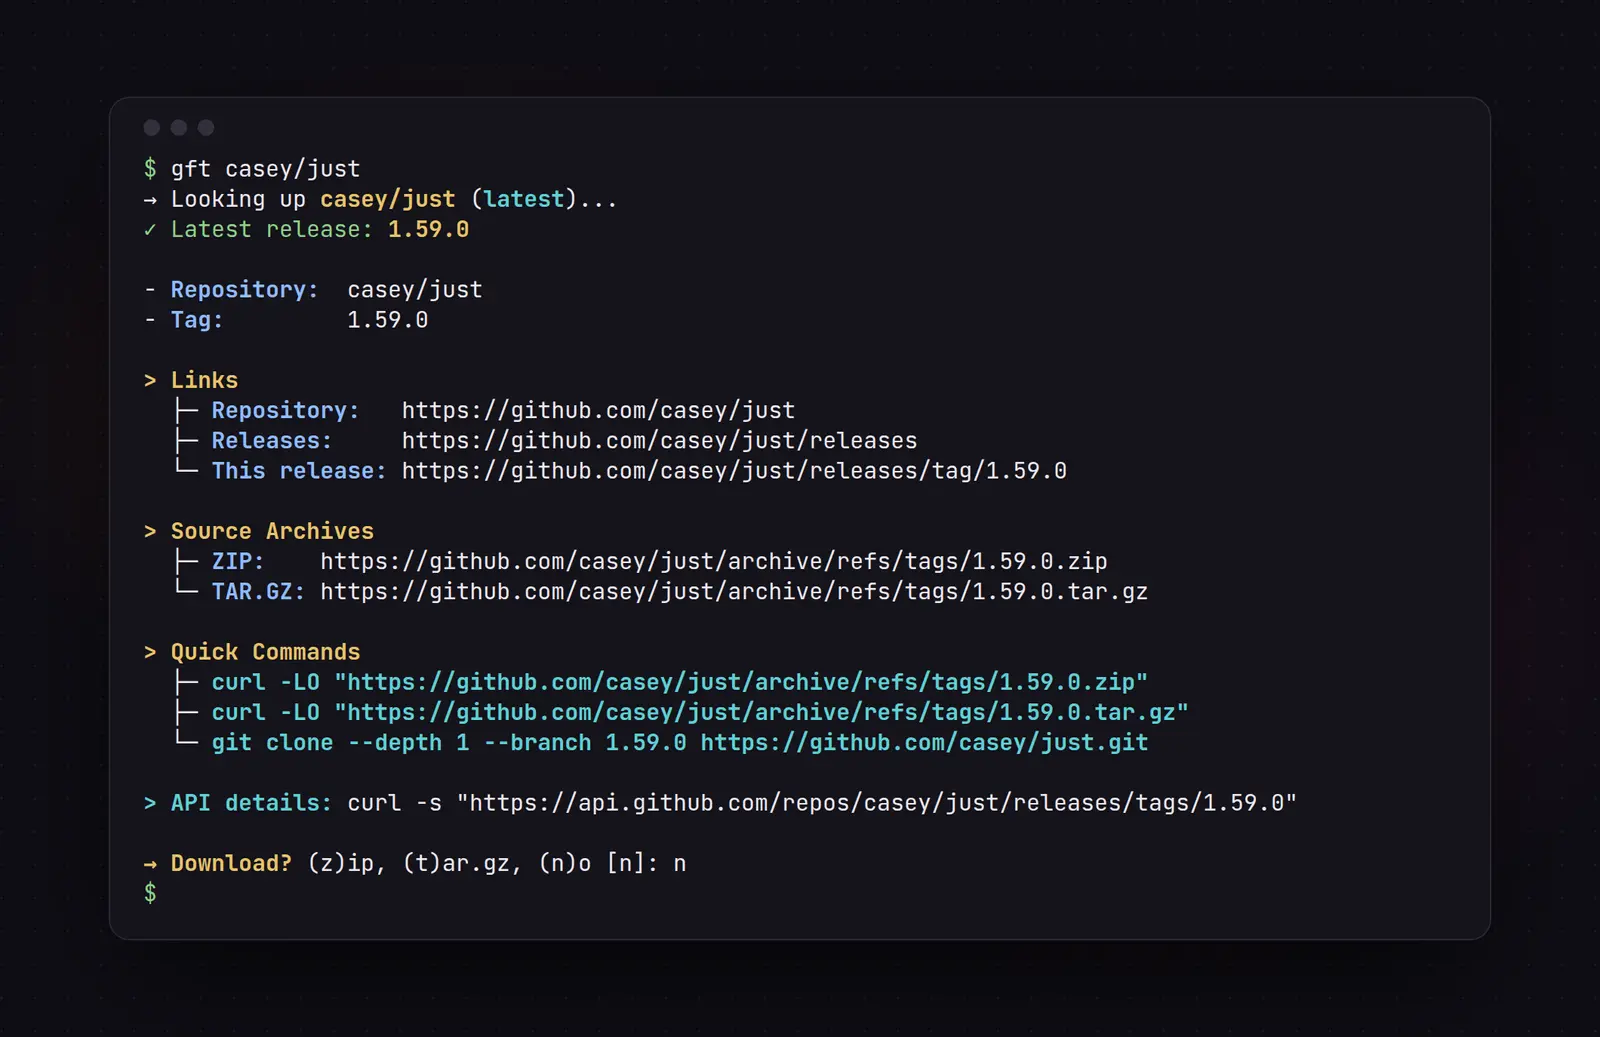 $ gft casey/just
→ Looking up casey/just (latest)...
✓ Latest release: 1.59.0

- Repository:  casey/just
- Tag:         1.59.0

> Links
  ├─ Repository:   https://github.com/casey/just
  ├─ Releases:     https://github.com/casey/just/releases
  └─ This release: https://github.com/casey/just/releases/tag/1.59.0

> Source Archives
  ├─ ZIP:    https://github.com/casey/just/archive/refs/tags/1.59.0.zip
  └─ TAR.GZ: https://github.com/casey/just/archive/refs/tags/1.59.0.tar.gz

> Quick Commands
  ├─ curl -LO "https://github.com/casey/just/archive/refs/tags/1.59.0.zip"
  ├─ curl -LO "https://github.com/casey/just/archive/refs/tags/1.59.0.tar.gz"
  └─ git clone --depth 1 --branch 1.59.0 https://github.com/casey/just.git

> API details: curl -s "https://api.github.com/repos/casey/just/releases/tags/1.59.0"

→ Download? (z)ip, (t)ar.gz, (n)o [n]: n
$